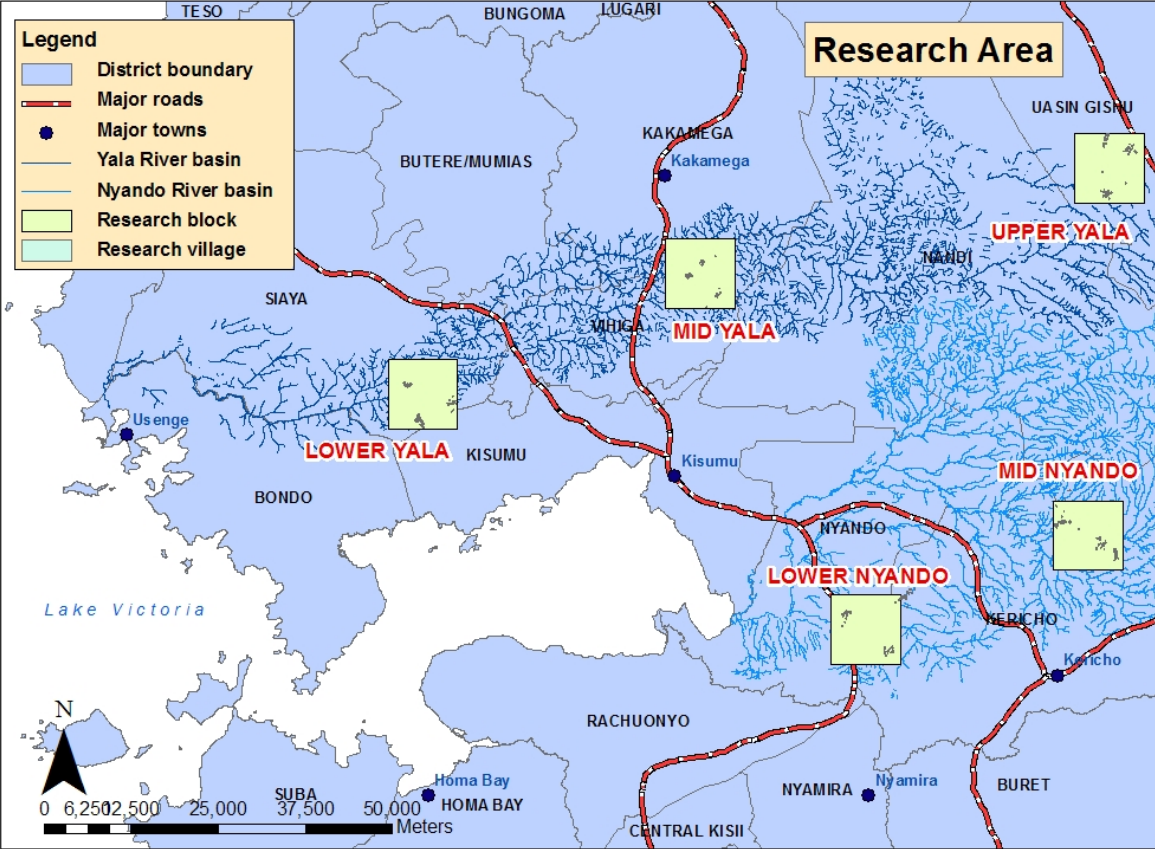 TESO
BUNGOMA
LUGARI
Legend
District boundary
Major roads
Major towns
Yala River basin
Nyando River basin
Research block
Research village
Research Area
UASIN GISHU
KAKAMEGA
Kakamega
BUTERE/MUMIAS
UPPER YALA
NANDI
SIAYA
VIHIGA
MID YALA
Usenge
LOWER YALA
KISUMU
Kisumu
MID NYANDO
BONDO
NYANDO
LOWER NYANDO
Lake Victoria
KERICHO
Kericho
N
RACHUONYO
Homa Bay
HOMA BAY
SUBA
NYAMIRA
Nyamira
BURET
0 6,250 12,500 25,000 37,500 50,000
Meters
CENTRAL KISII